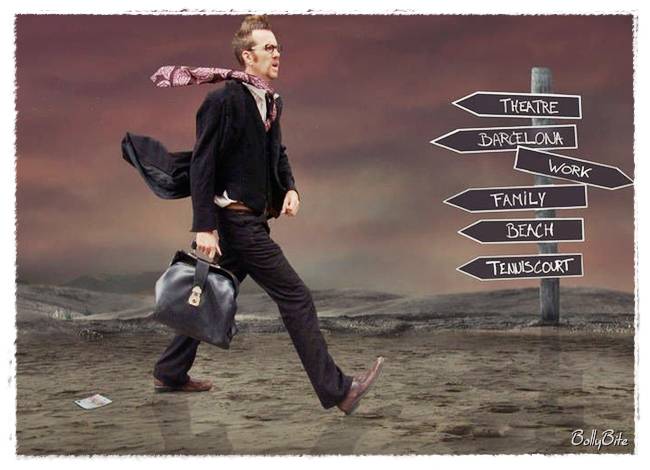 THEATRE
BARCELONA
WORK
FAMILY
BEACH
TENNISCOURT
BollyBite